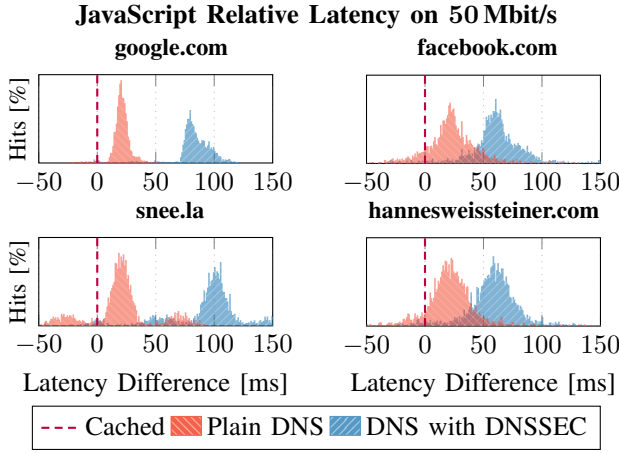 JavaScript Relative Latency on 50 Mbit/s
google.com facebook.com
Hits [%]
−50 0 50 100 150 −50 0 50 100 150
snee.la hannesweissteiner.com
Hits [%]
−50 0 50 100 150 −50 0 50 100 150
Latency Difference [ms] Latency Difference [ms]
Cached Plain DNS DNS with DNSSEC